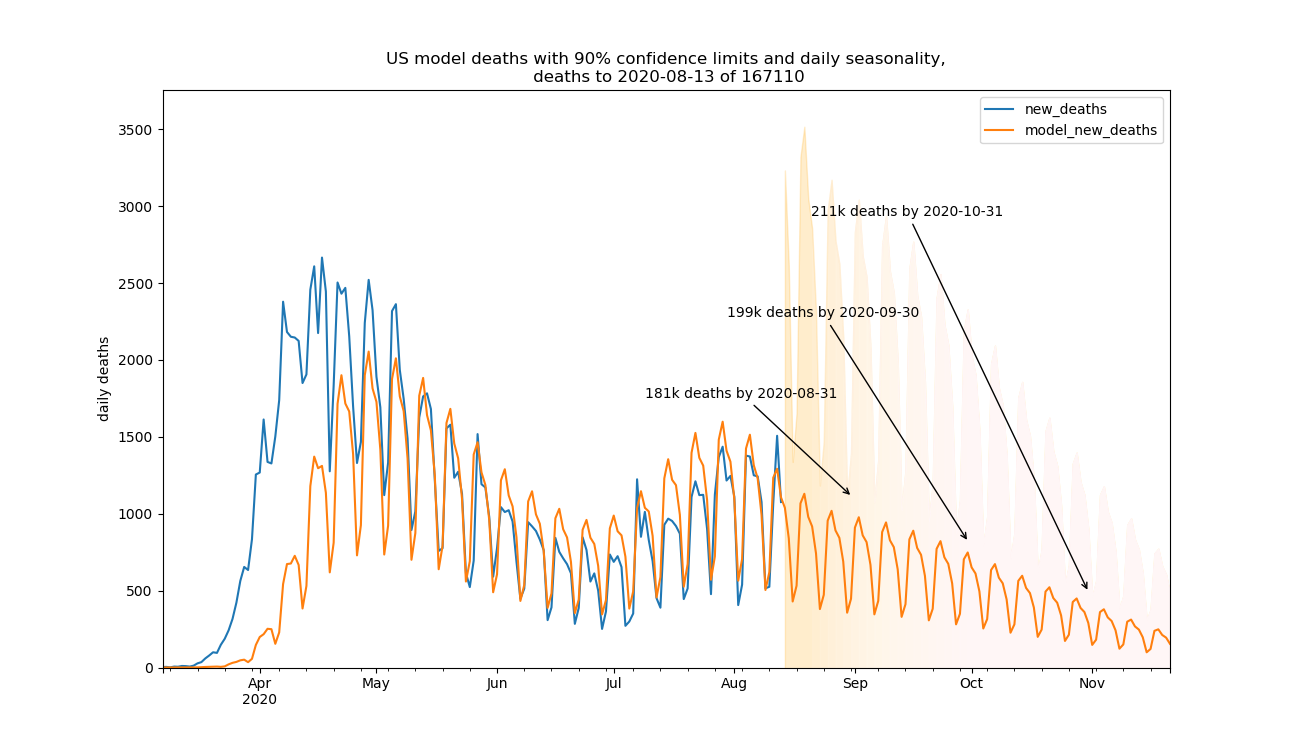 US model deaths with 90% confidence limits and daily seasonality,
deaths to 2020-08-13 of 167110
new_deaths
model_new_deaths
daily deaths
3500
3000
2500
2000
1500
1000
500
0
211k deaths by 2020-10-31
199k deaths by 2020-09-30
181k deaths by 2020-08-31
Apr
2020
May
Jun
Jul
Aug
Sep
Oct
Nov